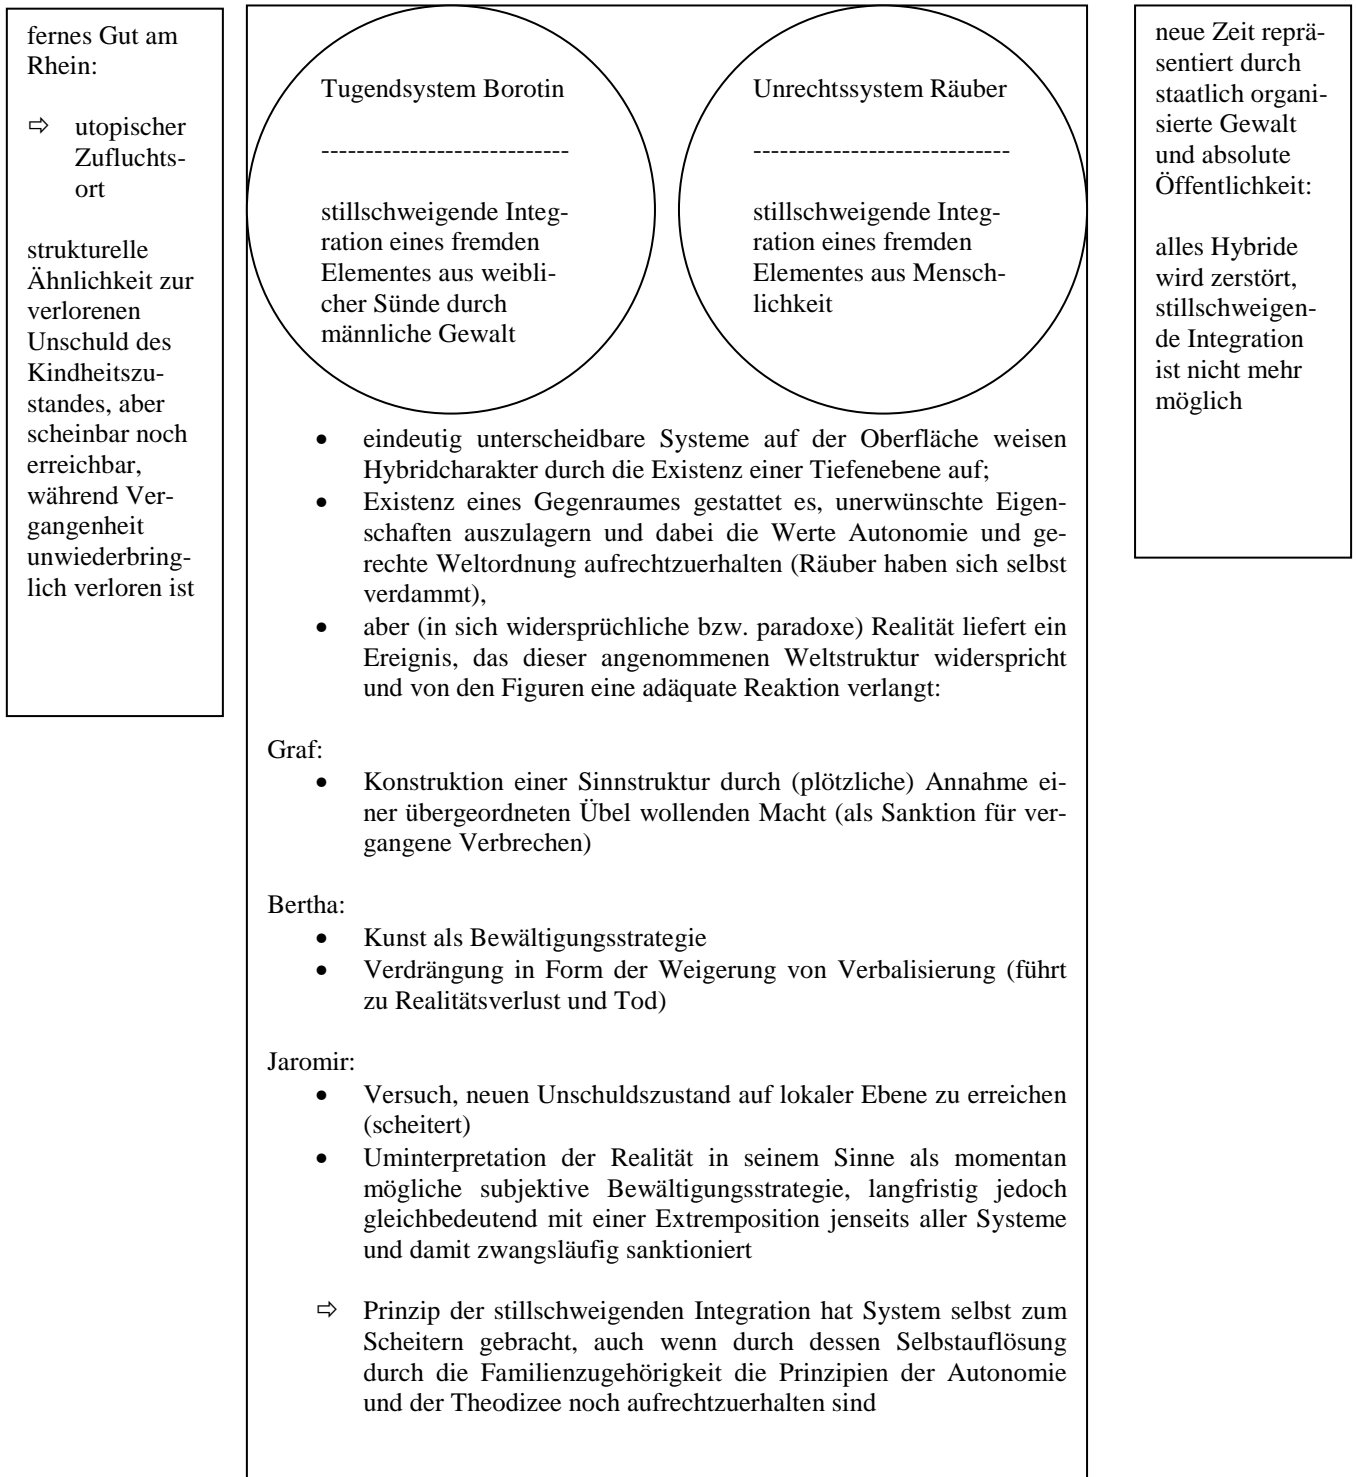 fernes Gut am
Rhein:
⇨ utopischer
Zufluchts-
ort
strukturelle
Ähnlichkeit zur
verlorenen
Unschuld des
Kindheitszu-
standes, aber
scheinbar noch
erreichbar,
während Ver-
gangenheit
unwiederbring-
lich verloren ist
Tugendsystem Borotin
----------------------------
stillschweigende Integ-
ration eines fremden
Elementes aus weibli-
cher Sünde durch
männliche Gewalt
Unrechtssystem Räuber
-----------------------------
stillschweigende Integ-
ration eines fremden
Elementes aus Mensch-
lichkeit
• eindeutig unterscheidbare Systeme auf der Oberfläche weisen
Hybridcharakter durch die Existenz einer Tiefenebene auf;
• Existenz eines Gegenraumes gestattet es, unerwünschte Eigen-
schaften auszulagern und dabei die Werte Autonomie und ge-
rechte Weltordnung aufrechtzuerhalten (Räuber haben sich selbst
verdammt),
• aber (in sich widersprüchliche bzw. paradoxe) Realität liefert ein
Ereignis, das dieser angenommenen Weltstruktur widerspricht
und von den Figuren eine adäquate Reaktion verlangt:
Graf:
• Konstruktion einer Sinnstruktur durch (plötzliche) Annahme ei-
ner übergeordneten Übel wollenden Macht (als Sanktion für ver-
gangene Verbrechen)
Bertha:
• Kunst als Bewältigungsstrategie
• Verdrängung in Form der Weigerung von Verbalisierung (führt
zu Realitätsverlust und Tod)
Jaromir:
• Versuch, neuen Unschuldszustand auf lokaler Ebene zu erreichen
(scheitert)
• Uminterpretation der Realität in seinem Sinne als momentan
mögliche subjektive Bewältigungsstrategie, langfristig jedoch
gleichbedeutend mit einer Extremposition jenseits aller Systeme
und damit zwangsläufig sanktioniert
⇨ Prinzip der stillschweigenden Integration hat System selbst zum
Scheitern gebracht, auch wenn durch dessen Selbstauflösung
durch die Familienzugehörigkeit die Prinzipien der Autonomie
und der Theodizee noch aufrechtzuerhalten sind
neue Zeit reprä-
sentiert durch
staatlich organi-
sierte Gewalt
und absolute
Öffentlichkeit:
alles Hybride
wird zerstört,
stillschweigen-
de Integration
ist nicht mehr
möglich